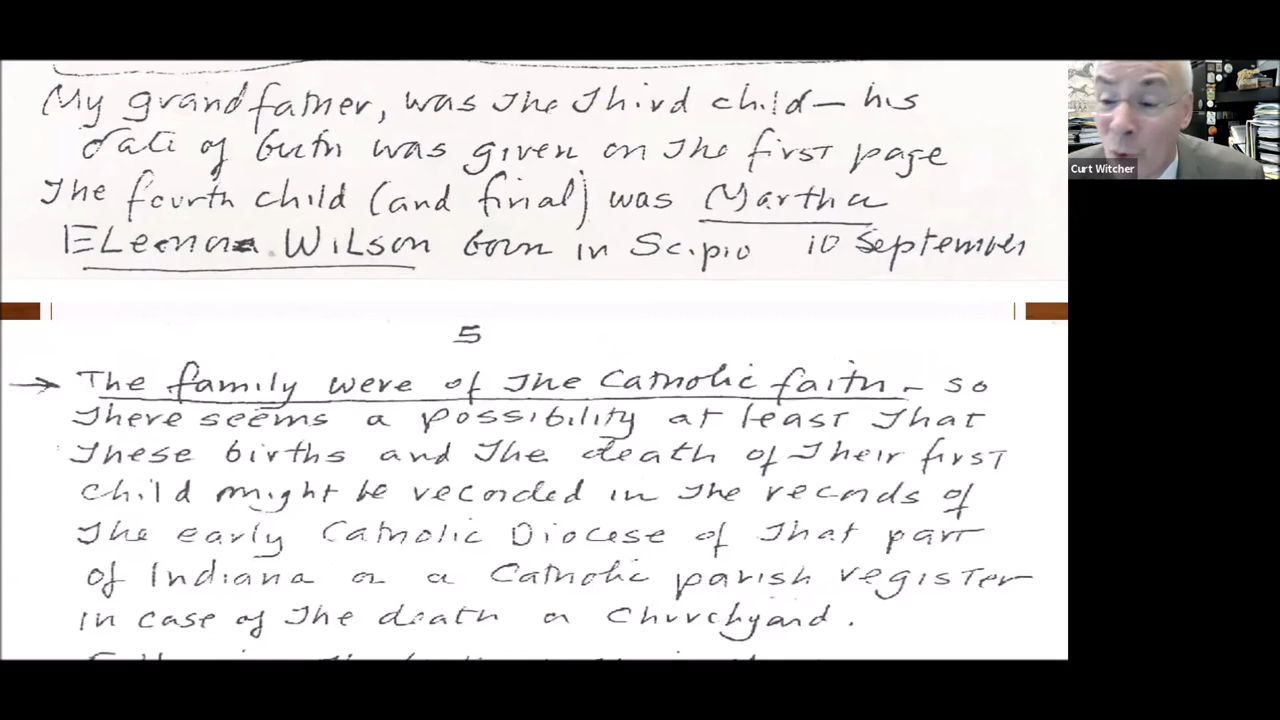 My grandfather, was The Third child— his
date of birth was given on The first page
The fourth child (and final) was Martha
ELeanora WiLson born in Scipio 10 September
5
→ The family were of The Catholic faith - so
There seems a possibility at least That
These births and The death of Their first
child might be recorded in The records of
The early Catholic Diocese of That part
of Indiana or a Catholic parish register
in case of The death or Churchyard.
Curt Witcher